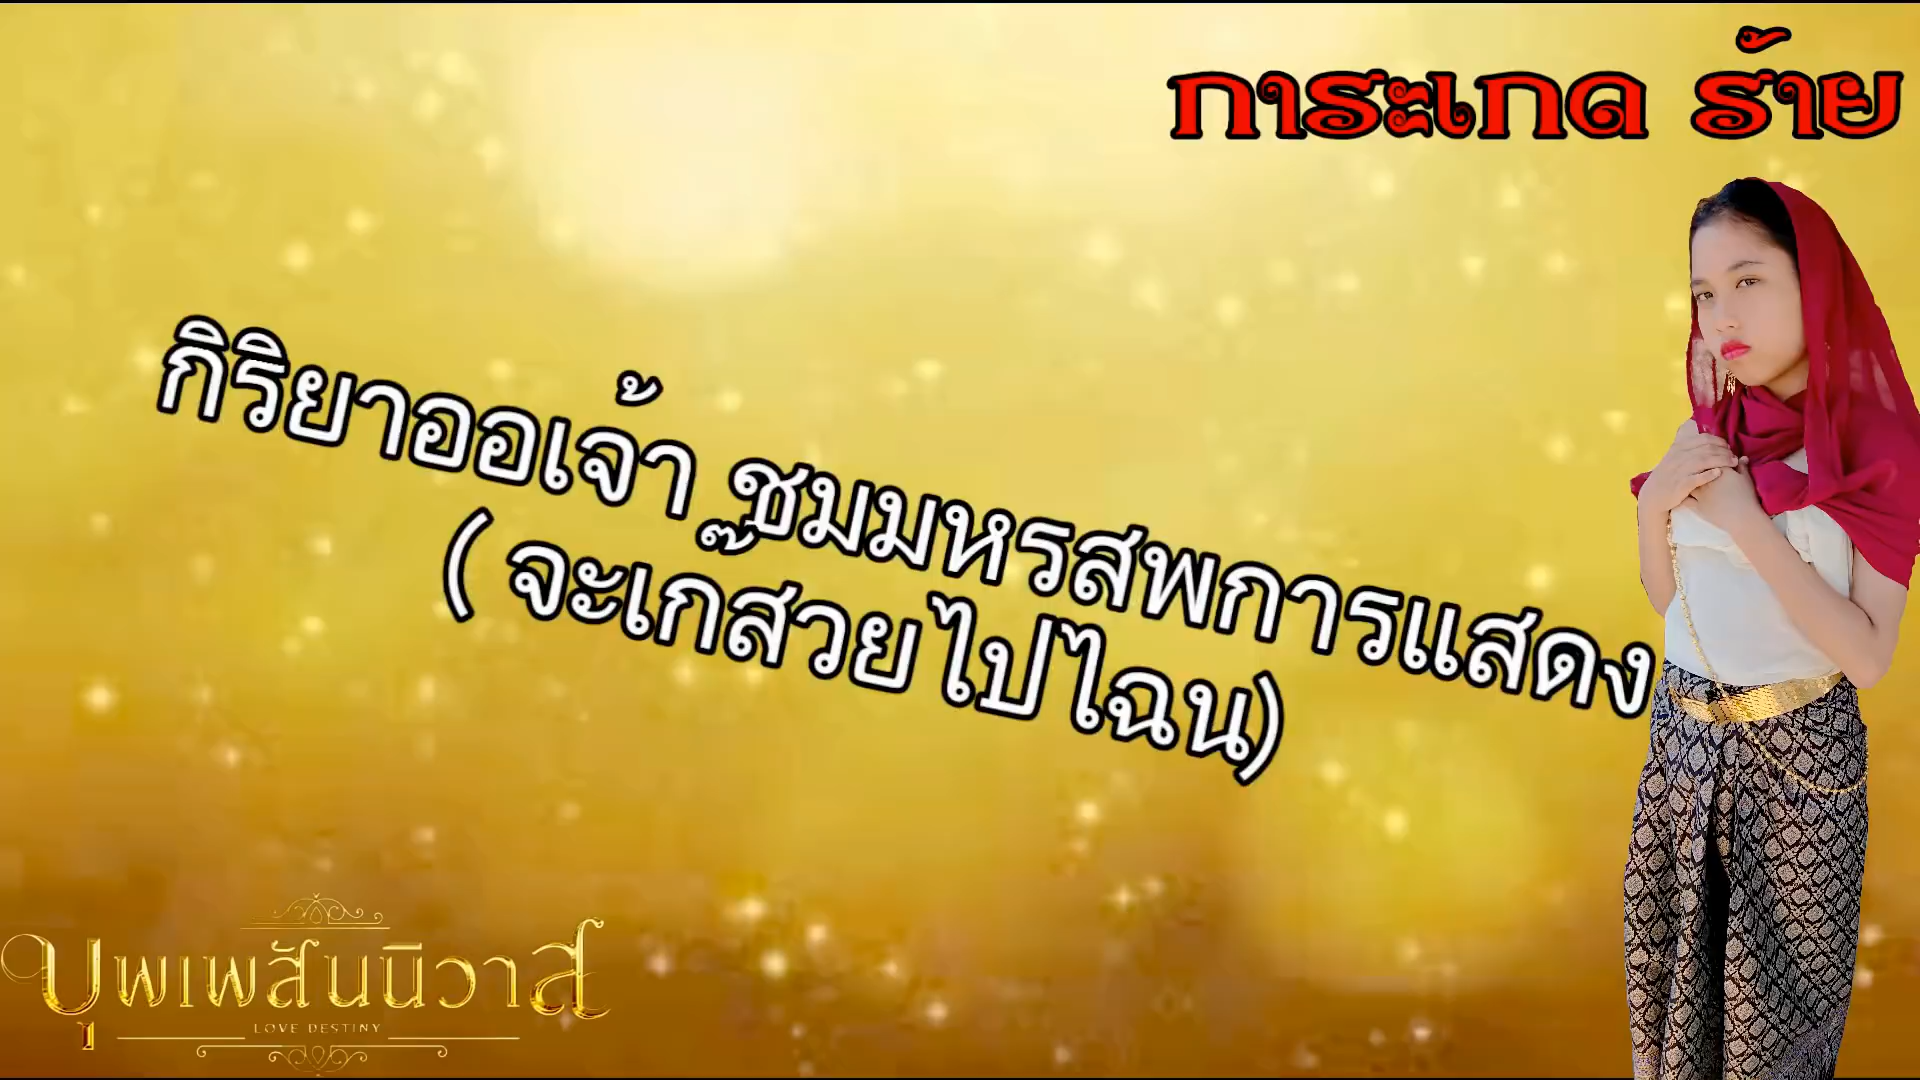 การะเกด ร้าย
กิริยาออเจ้า ชมมหรสพการแสดง
( จะเก๊สวยไปไฉน)
บุพเพสันนิวาส
LOVE DESTINY